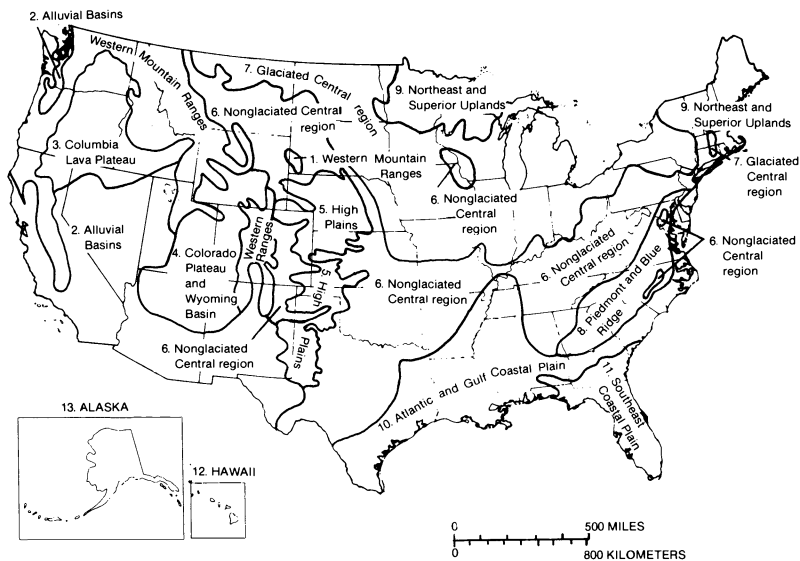 2. Alluvial Basins
Western Mountain Ranges
7. Glaciated Central region
9. Northeast and
Superior Uplands
6. Nonglaciated Central
region
9. Northeast and
Superior Uplands
3. Columbia
Lava Plateau
1. Western Mountain
Ranges
7. Glaciated
Central
region
6. Nonglaciated
Central
region
5. High
Plains
2. Alluvial
Basins
Western
Ranges
4. Colorado
Plateau
and
Wyoming
Basin
6. Nonglaciated
Central region
6. Nonglaciated
Central
region
5. High
Plains
6. Nonglaciated
Central region
8. Piedmont and Blue
Ridge
6. Nonglaciated
Central region
10. Atlantic and Gulf Coastal Plain
11. Southeast
Coastal Plain
13. ALASKA
12. HAWAII
0 500 MILES
0 800 KILOMETERS